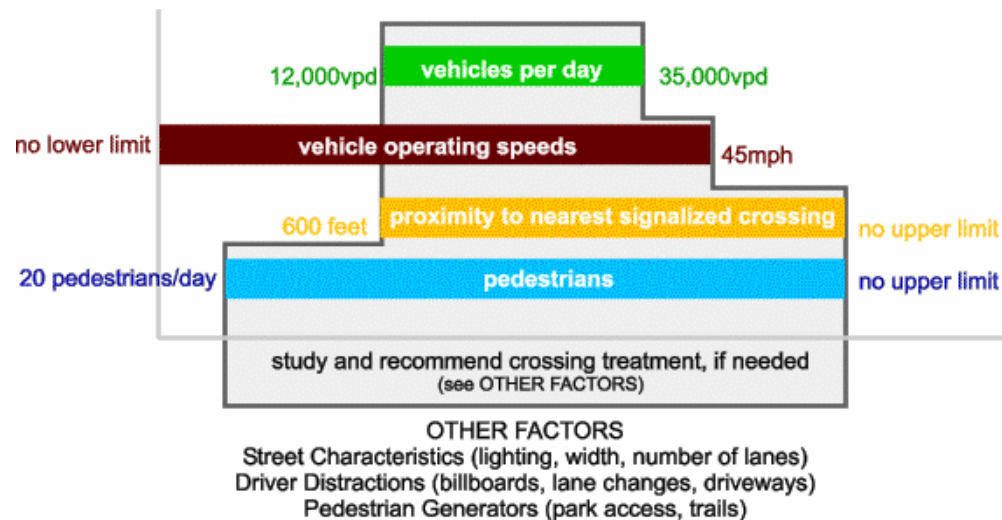 vehicles per day
12,000vpd
35,000vpd
no lower limit
vehicle operating speeds
45mph
proximity to nearest signalized crossing
600 feet
no upper limit
20 pedestrians/day
pedestrians
no upper limit
study and recommend crossing treatment, if needed
(see OTHER FACTORS)
OTHER FACTORS
Street Characteristics (lighting, width, number of lanes)
Driver Distractions (billboards, lane changes, driveways)
Pedestrian Generators (park access, trails)